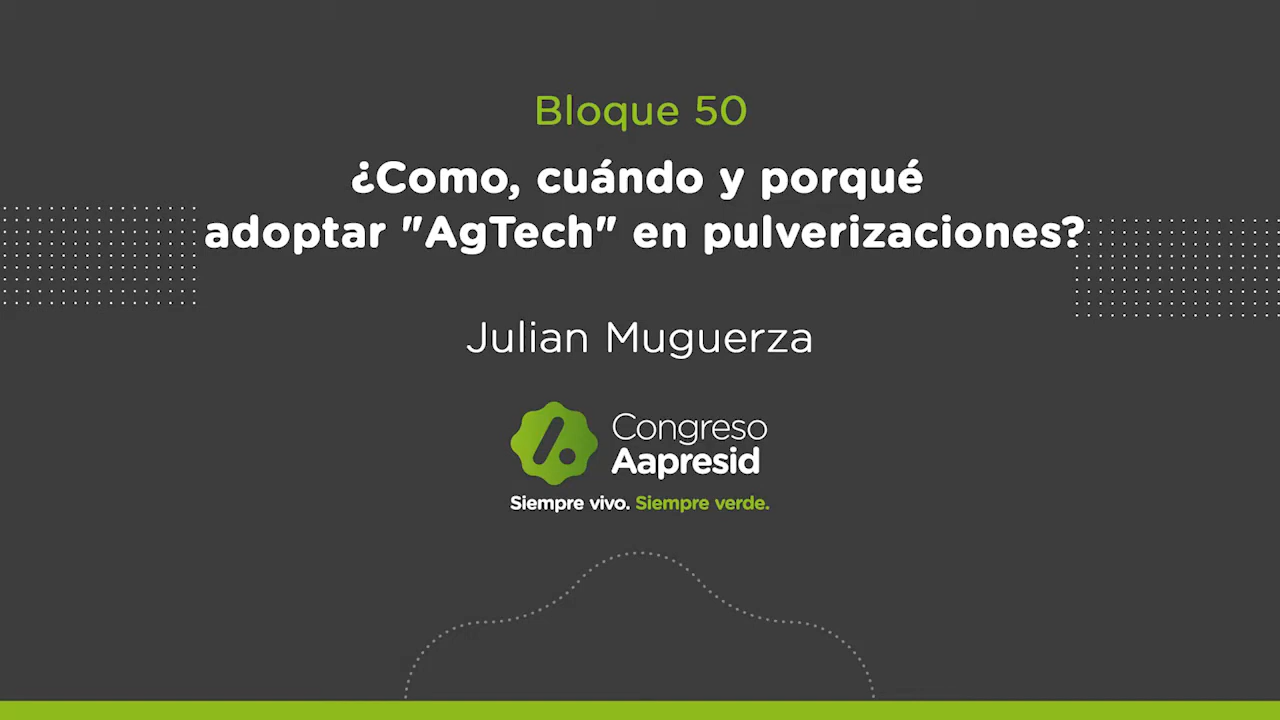 Bloque 50
¿Como, cuándo y porqué
adoptar "AgTech" en pulverizaciones?
Julian Muguerza
Congreso
Aapresid
Siempre vivo. Siempre verde.